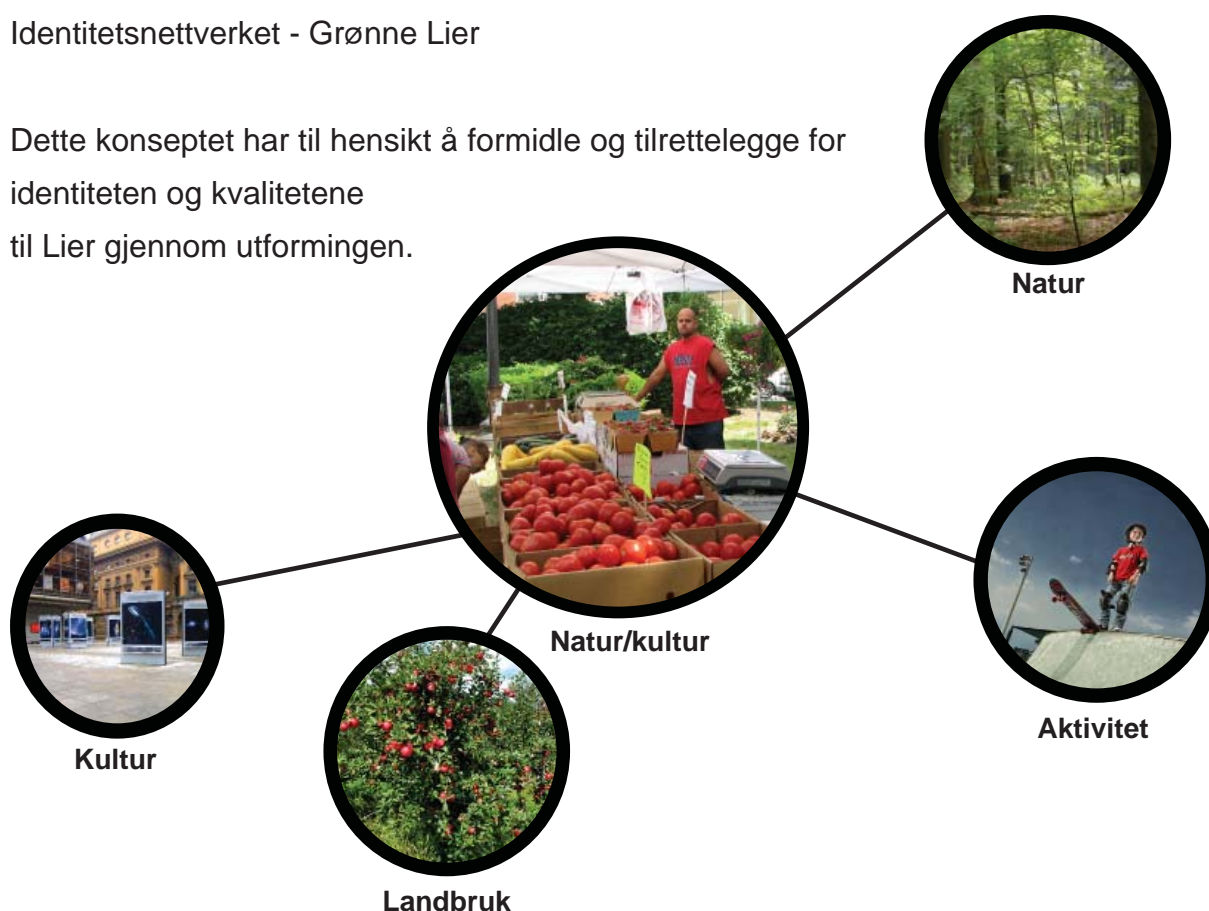 Identitetsnettverket - Grønne Lier
Dette konseptet har til hensikt å formidle og tilrettelegge for
identiteten og kvalitetene
til Lier gjennom utformingen.
Natur
Natur/kultur
Aktivitet
Kultur
Landbruk